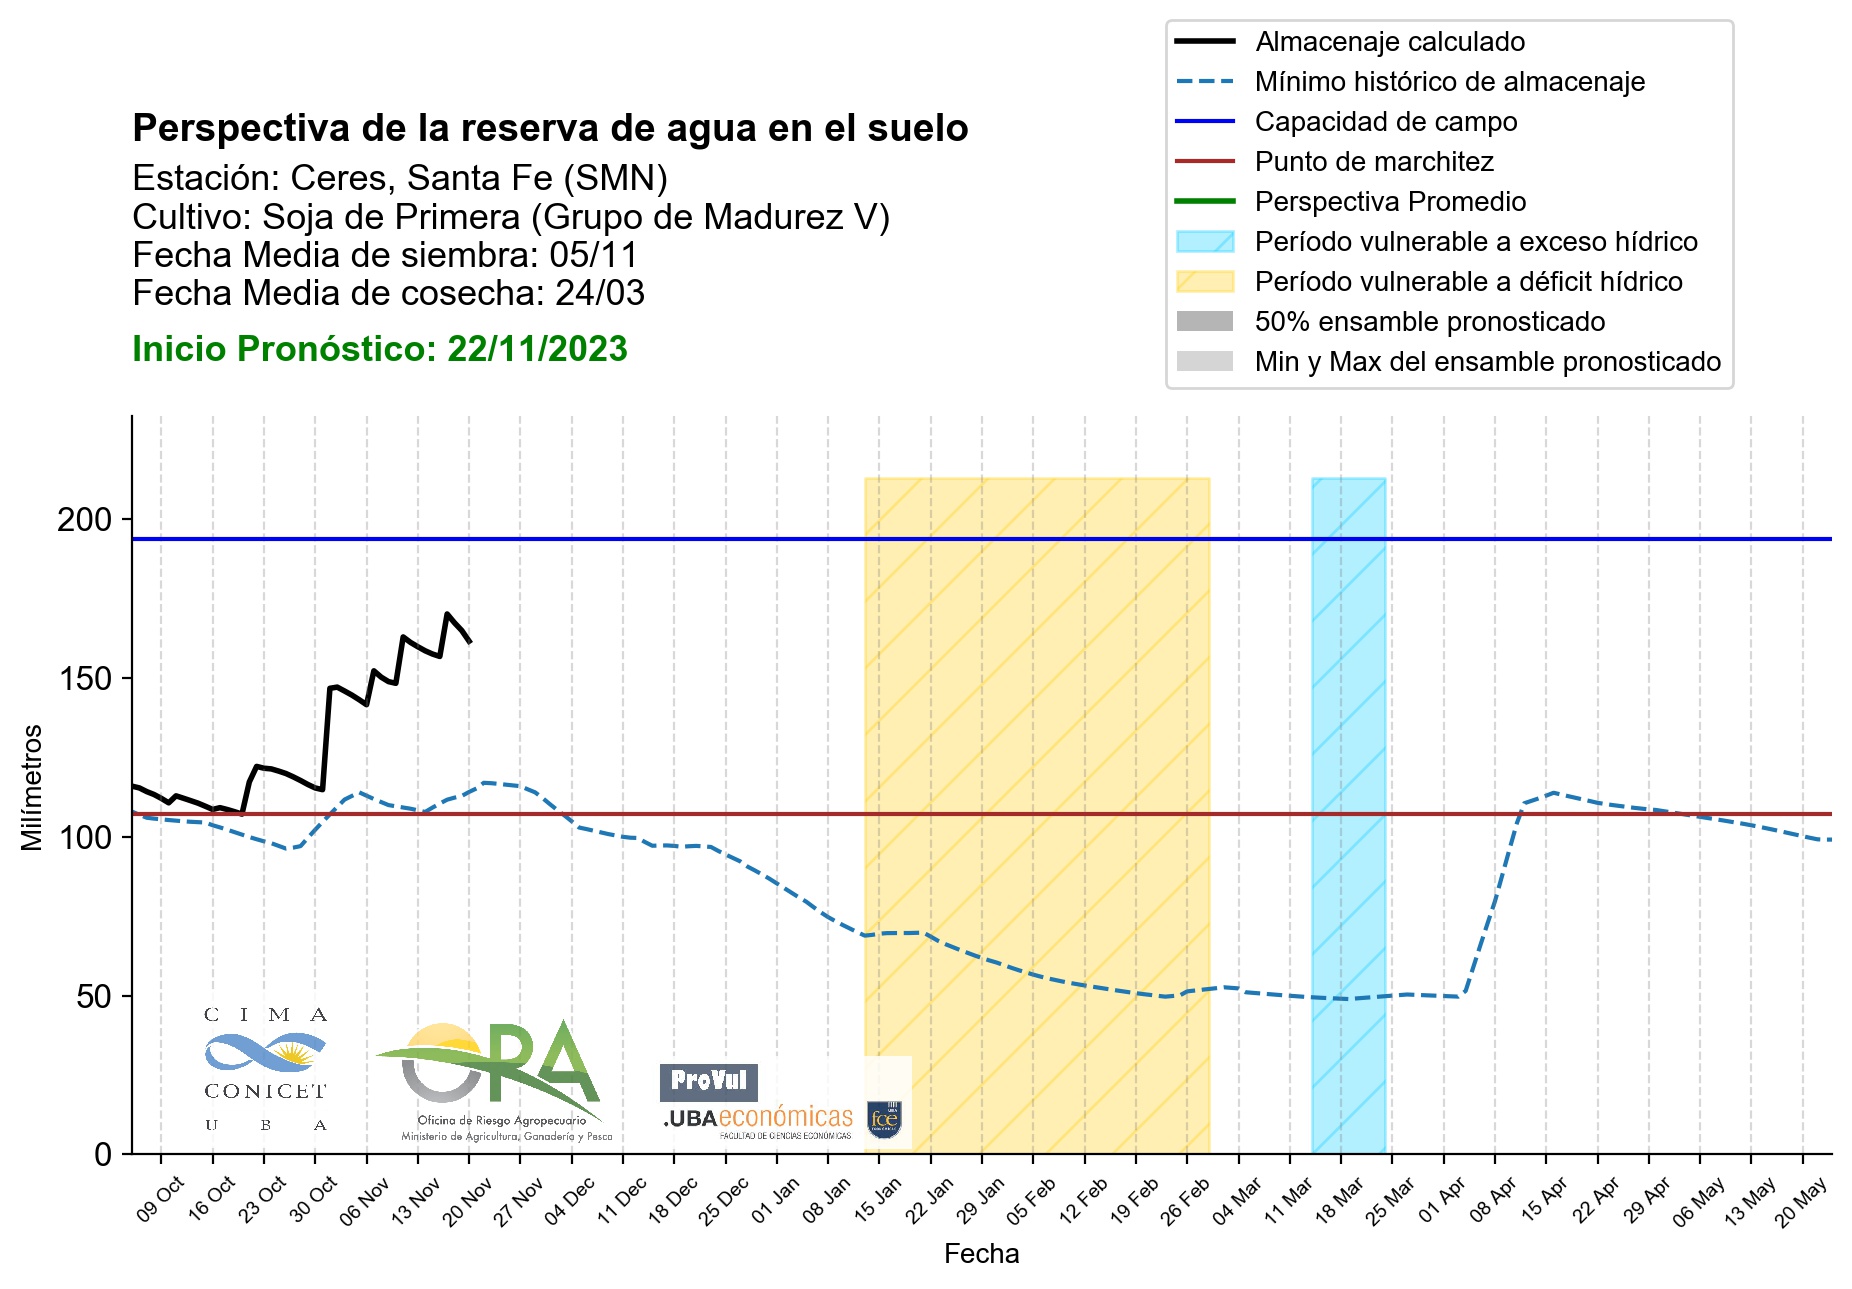 Almacenaje calculado
Mínimo histórico de almacenaje
Capacidad de campo
Punto de marchitez
Perspectiva Promedio
Período vulnerable a exceso hídrico
Período vulnerable a déficit hídrico
50% ensamble pronosticado
Min y Max del ensamble pronosticado
Perspectiva de la reserva de agua en el suelo
Estación: Ceres, Santa Fe (SMN)
Cultivo: Soja de Primera (Grupo de Madurez V)
Fecha Media de siembra: 05/11
Fecha Media de cosecha: 24/03
Inicio Pronóstico: 22/11/2023
Milímetros
200
150
100
50
0
CIMA
CONICET
UBA
OPA
Oficina de Riesgo Agropecuario
Ministerio de Agricultura, Ganadería y Pesca
ProVul
.UBAeconómicas
FACULTAD DE CIENCIAS ECONÓMICAS
UBA
fce
09 Oct
16 Oct
23 Oct
30 Oct
06 Nov
13 Nov
20 Nov
27 Nov
04 Dec
11 Dec
18 Dec
25 Dec
01 Jan
08 Jan
15 Jan
22 Jan
29 Jan
05 Feb
12 Feb
19 Feb
26 Feb
04 Mar
11 Mar
18 Mar
25 Mar
01 Apr
08 Apr
15 Apr
22 Apr
29 Apr
06 May
13 May
20 May
Fecha